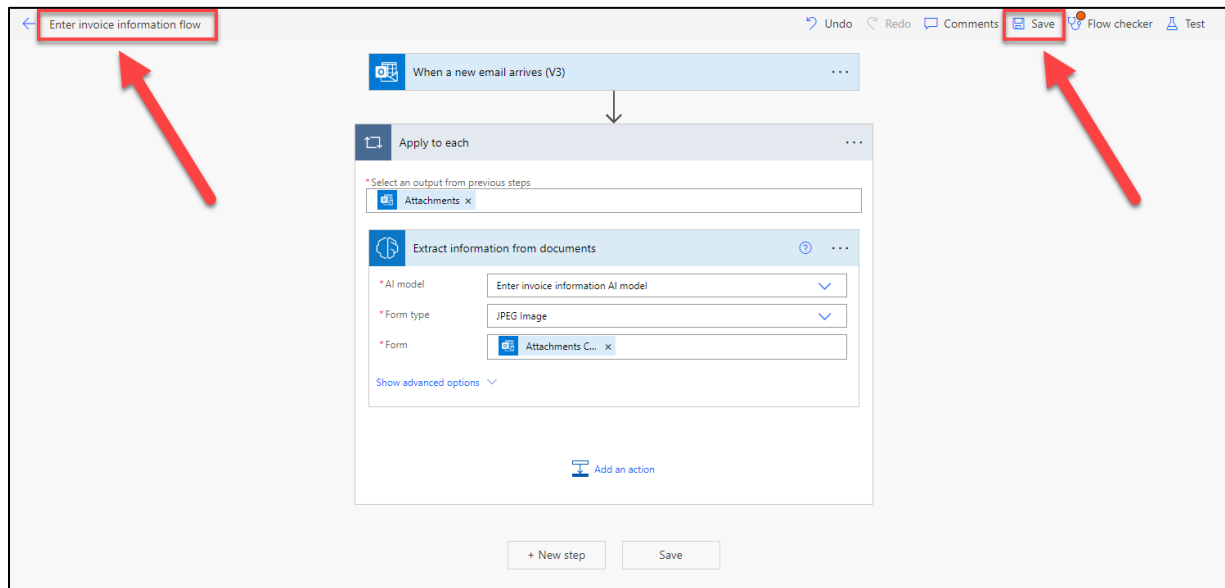 Enter invoice information flow
Undo Redo Comments Save Flow checker Test
When a new email arrives (V3)
Apply to each
*Select an output from previous steps
Attachments ×
Extract information from documents
*AI model Enter invoice information AI model
*Form type JPEG Image
*Form Attachments C... ×
Show advanced options
Add an action
+ New step Save